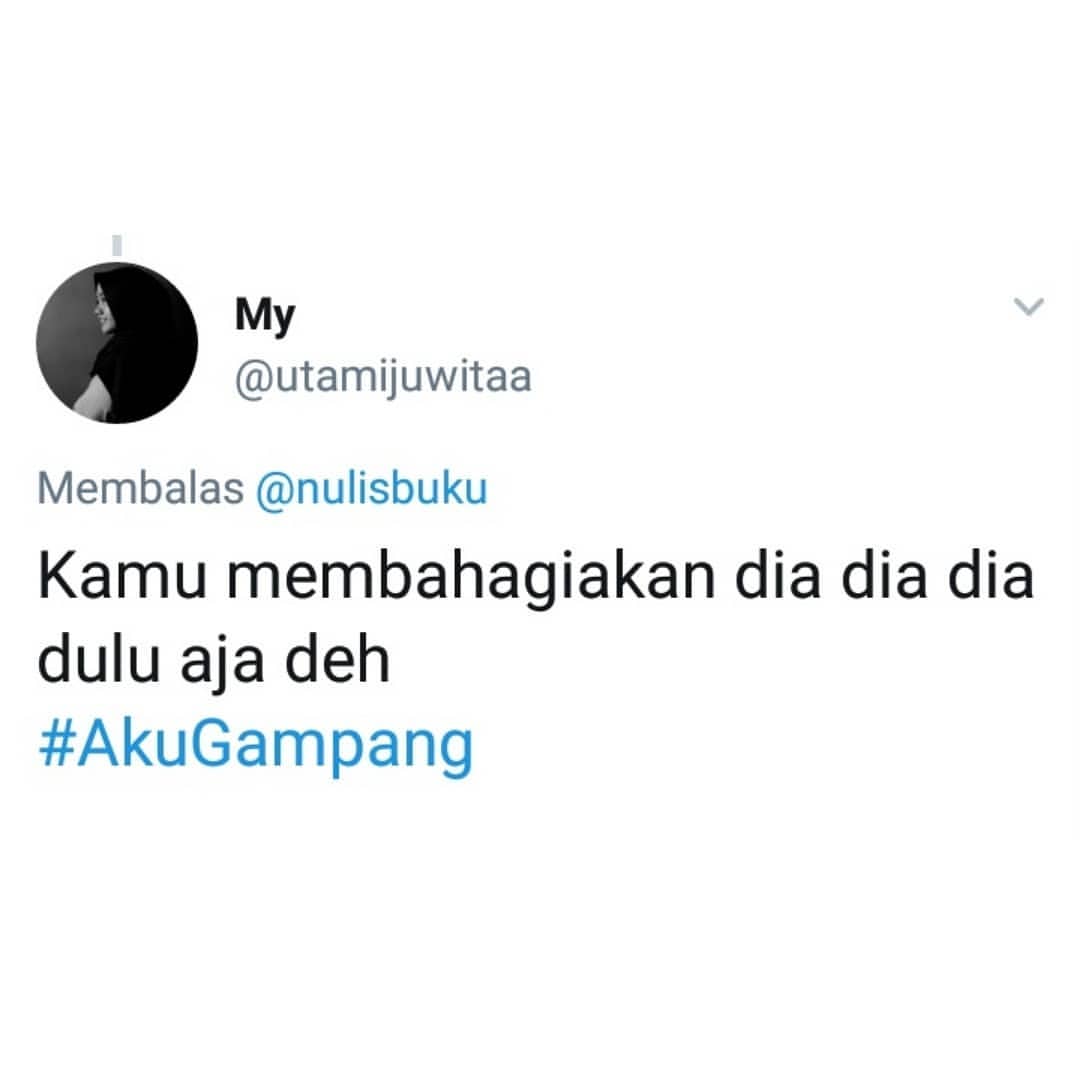 My
@utamijuwitaa
Membalas @nulisbuku
Kamu membahagiakan dia dia dia
dulu aja deh
#AkuGampang